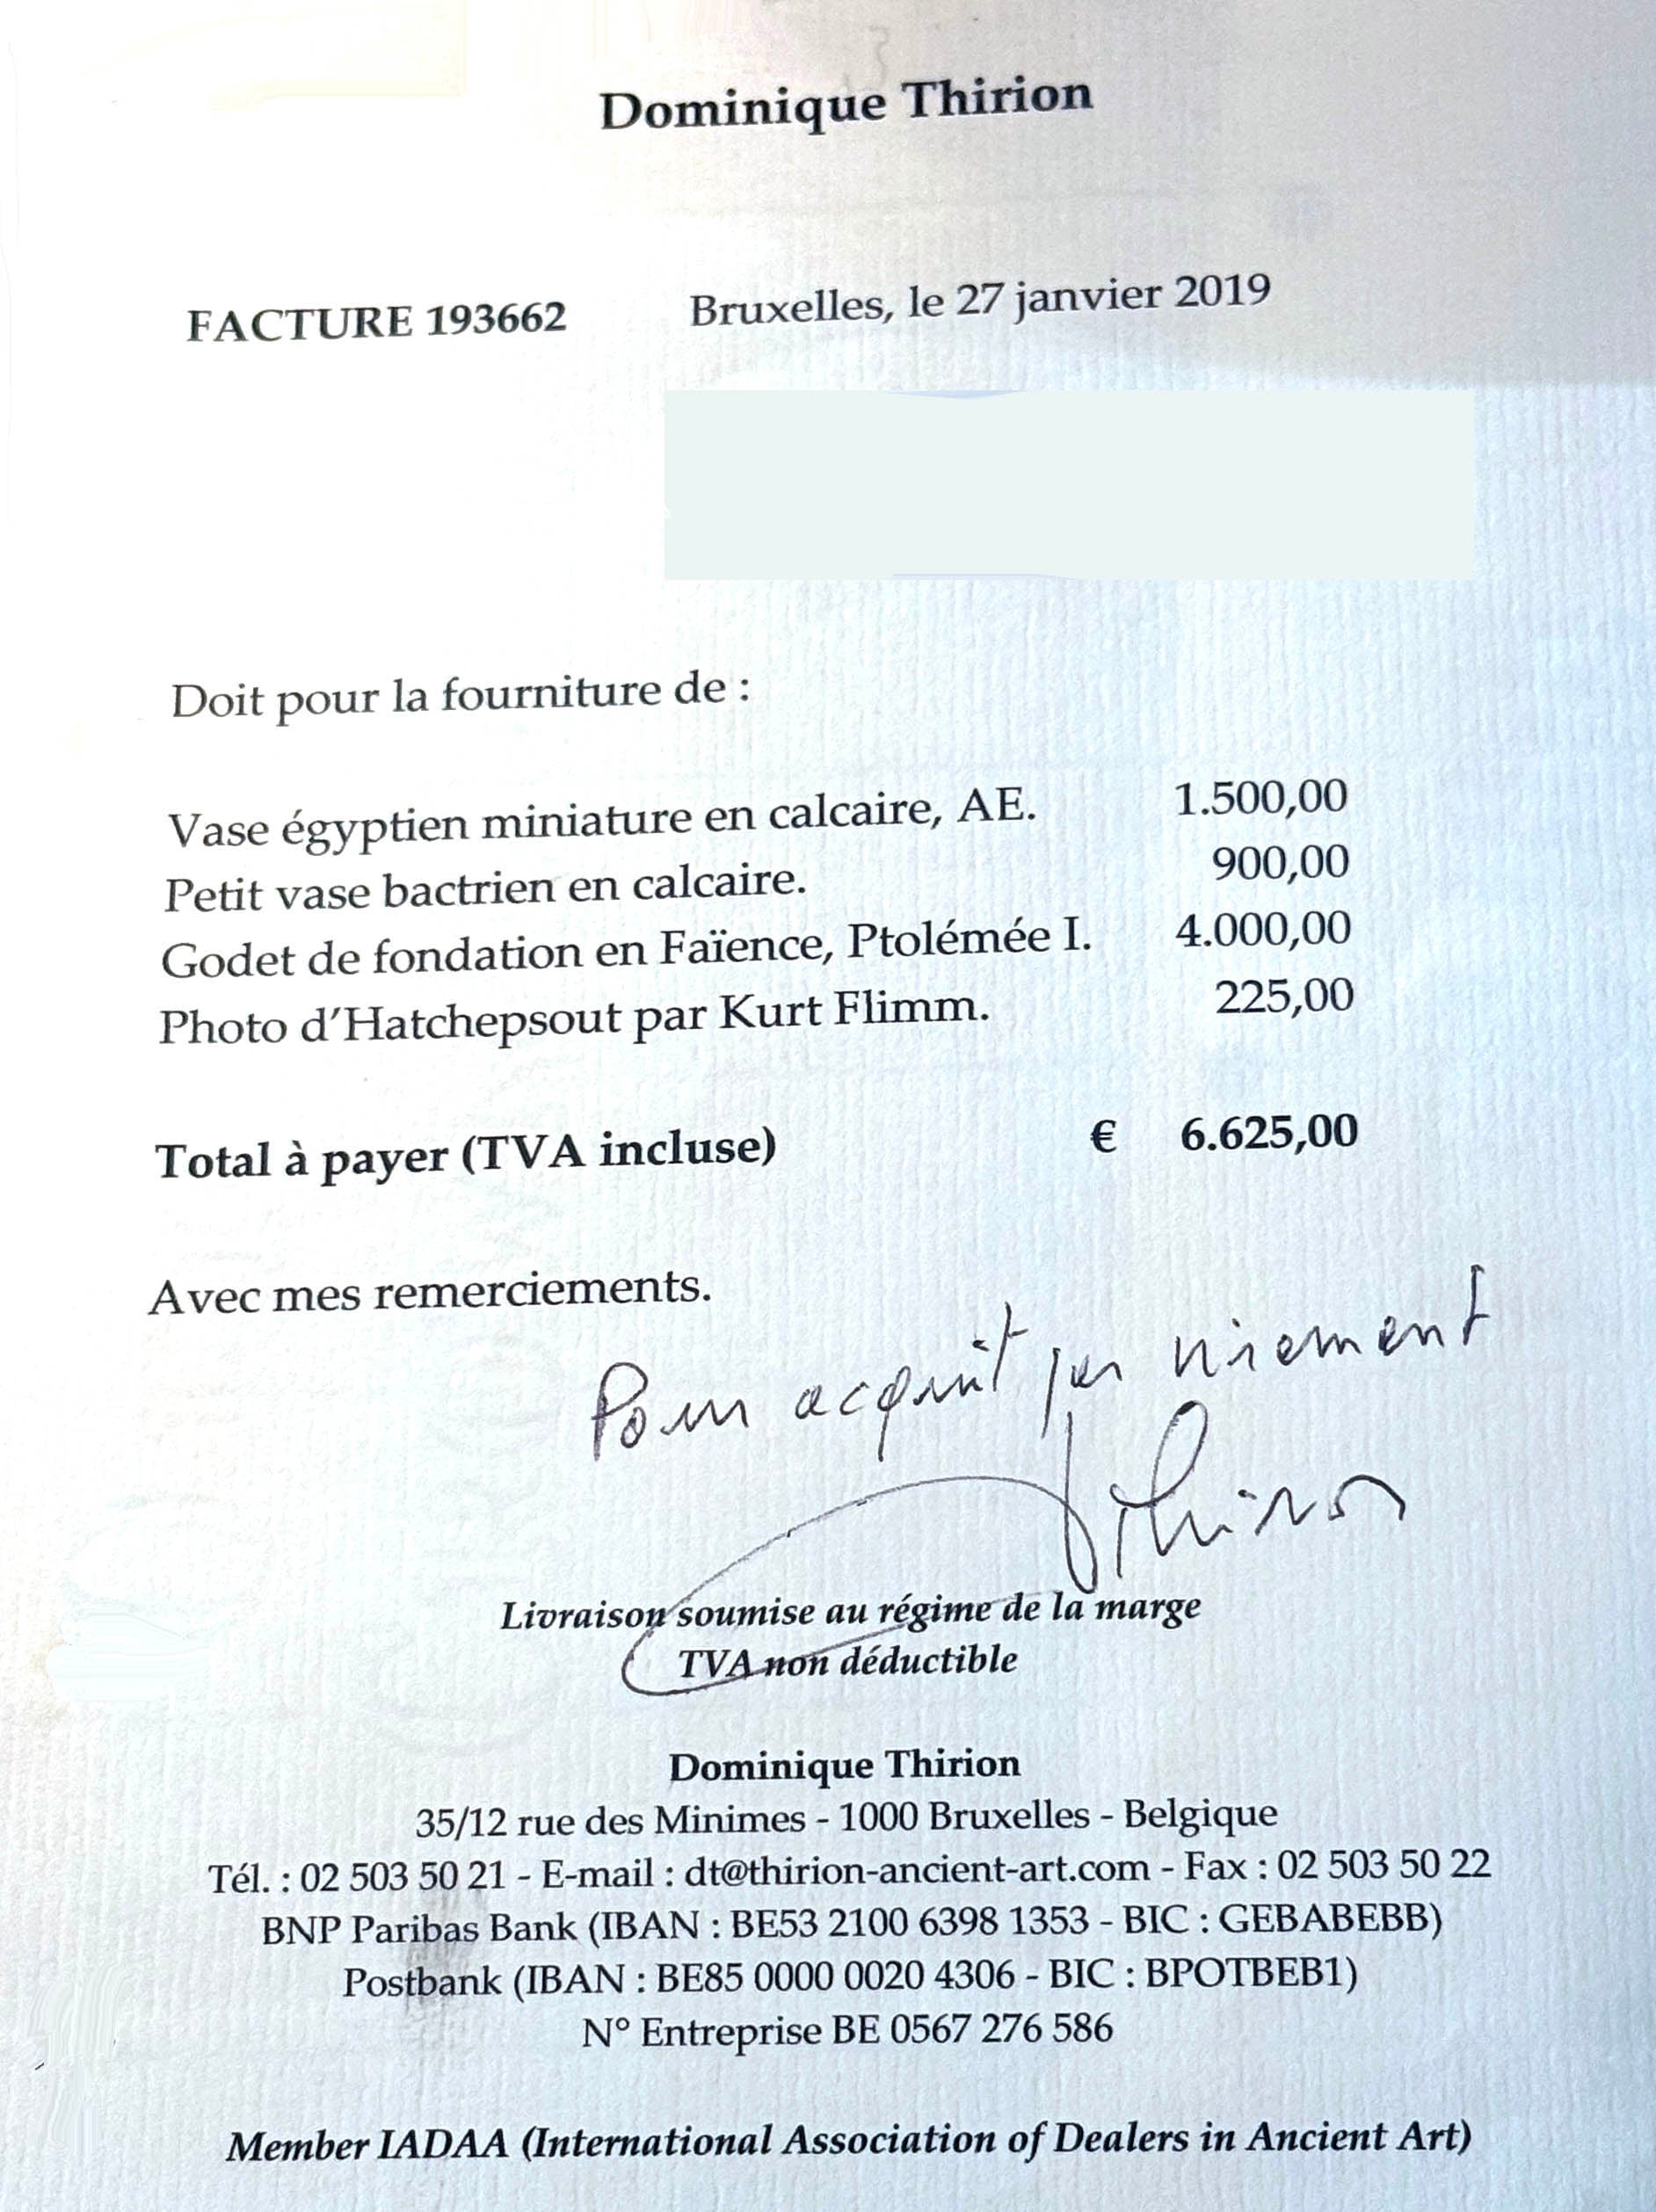 Dominique Thirion
FACTURE 193662 Bruxelles, le 27 janvier 2019
Doit pour la fourniture de :
Vase égyptien miniature en calcaire, AE. 1.500,00
Petit vase bactrien en calcaire. 900,00
Godet de fondation en Faïence, Ptolémée I. 4.000,00
Photo d'Hatchepsout par Kurt Flimm. 225,00
Total à payer (TVA incluse) € 6.625,00
Avec mes remerciements.
Pour acquit par virement
Thirion
Livraison soumise au régime de la marge
TVA non déductible
Dominique Thirion
35/12 rue des Minimes - 1000 Bruxelles - Belgique
Tél. : 02 503 50 21 - E-mail : dt@thirion-ancient-art.com - Fax : 02 503 50 22
BNP Paribas Bank (IBAN : BE53 2100 6398 1353 - BIC : GEBABEBB)
Postbank (IBAN : BE85 0000 0020 4306 - BIC : BPOTBEB1)
N° Entreprise BE 0567 276 586
Member IADAA (International Association of Dealers in Ancient Art)